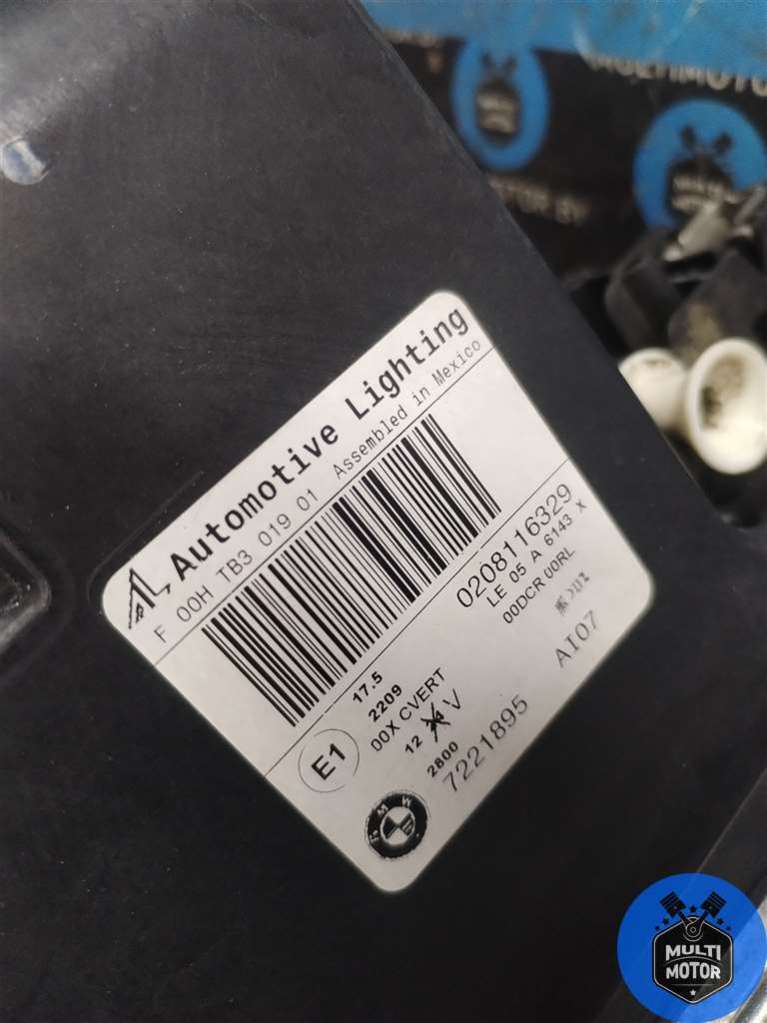 Automotive Lighting
F 00H TB3 019 01 Assembled in Mexico
0208116329
LE 05 A 6143 X
00DCR 00RL
17.5
2209
00X CVERT
12 V
2800
E1
AI07
7221895
BMW
MULTI
MOTOR